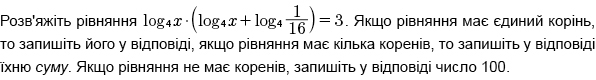 Розв'яжіть рівняння log₄x·(log₄x+log₄ 1/16)=3. Якщо рівняння має єдиний корінь,
то запишіть його у відповіді, якщо рівняння має кілька коренів, то запишіть у відповіді
їхню суму. Якщо рівняння не має коренів, запишіть у відповіді число 100.